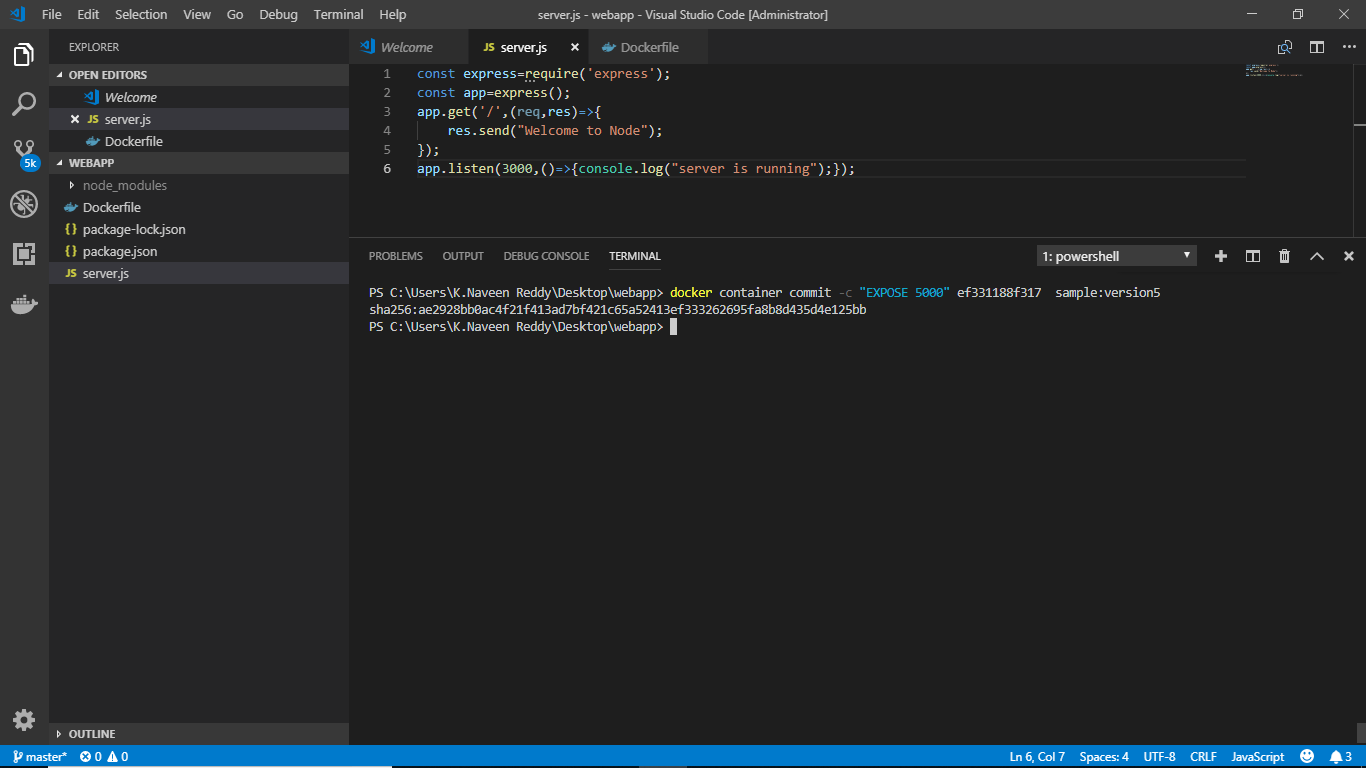 File Edit Selection View Go Debug Terminal Help server.js - webapp - Visual Studio Code [Administrator]
EXPLORER
OPEN EDITORS
Welcome
JS server.js
Dockerfile
WEBAPP
node_modules
Dockerfile
{} package-lock.json
{} package.json
JS server.js
OUTLINE
5k
Welcome JS server.js Dockerfile
1 const express=require('express');
2 const app=express();
3 app.get('/',(req,res)=>{
4 res.send("Welcome to Node");
5 });
6 app.listen(3000,()=>{console.log("server is running");});
PROBLEMS OUTPUT DEBUG CONSOLE TERMINAL 1: powershell
PS C:\Users\K.Naveen Reddy\Desktop\webapp> docker container commit -c "EXPOSE 5000" ef331188f317  sample:version5
sha256:ae2928bb0ac4f21f413ad7bf421c65a52413ef333262695fa8b8d435d4e125bb
PS C:\Users\K.Naveen Reddy\Desktop\webapp>
master* 0 0 Ln 6, Col 7 Spaces: 4 UTF-8 CRLF JavaScript 3